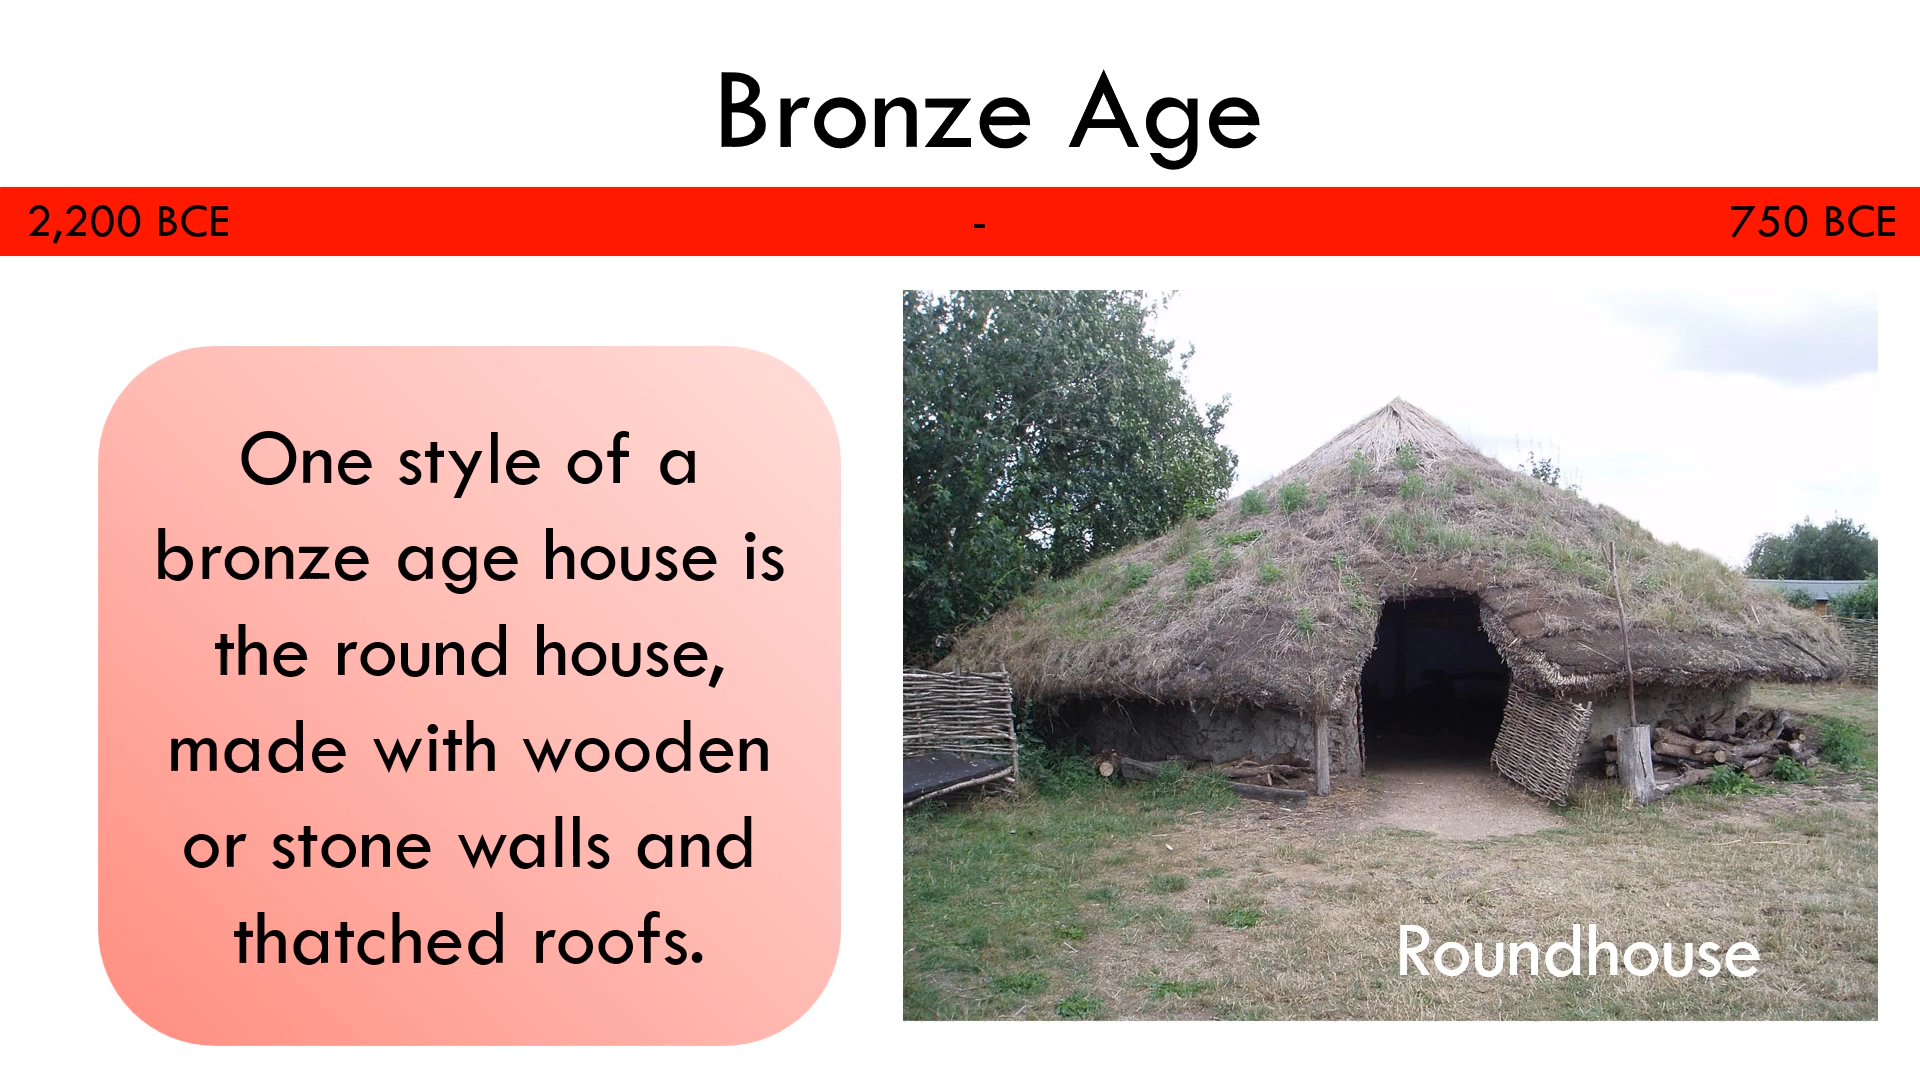 Bronze Age
2,200 BCE - 750 BCE
One style of a
bronze age house is
the round house,
made with wooden
or stone walls and
thatched roofs.
Roundhouse